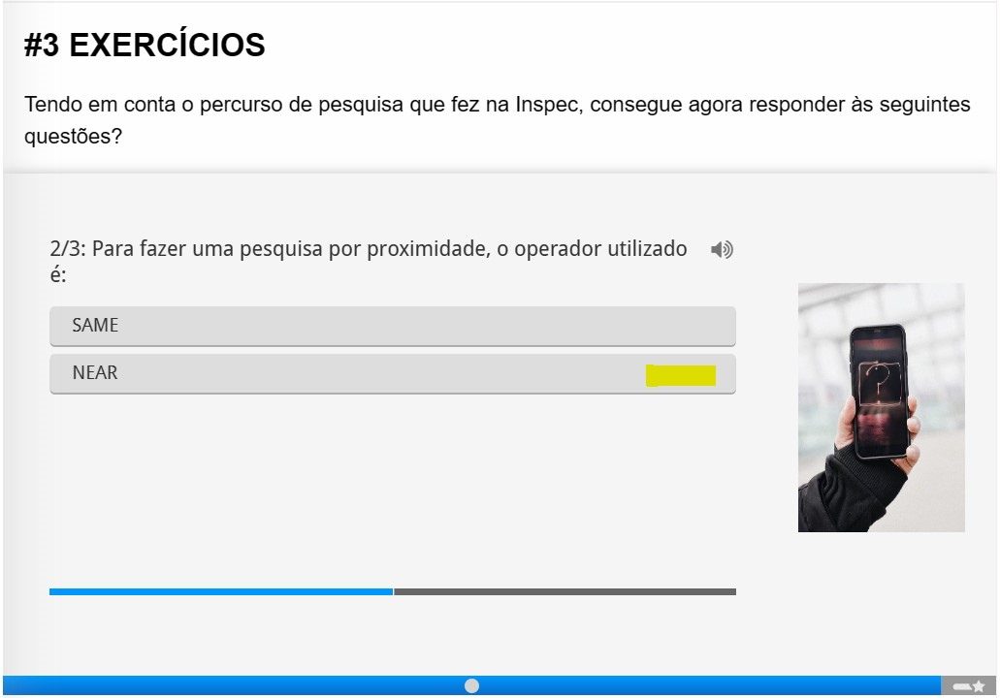 #3 EXERCÍCIOS
Tendo em conta o percurso de pesquisa que fez na Inspec, consegue agora responder às seguintes
questões?
2/3: Para fazer uma pesquisa por proximidade, o operador utilizado
é:
SAME
NEAR